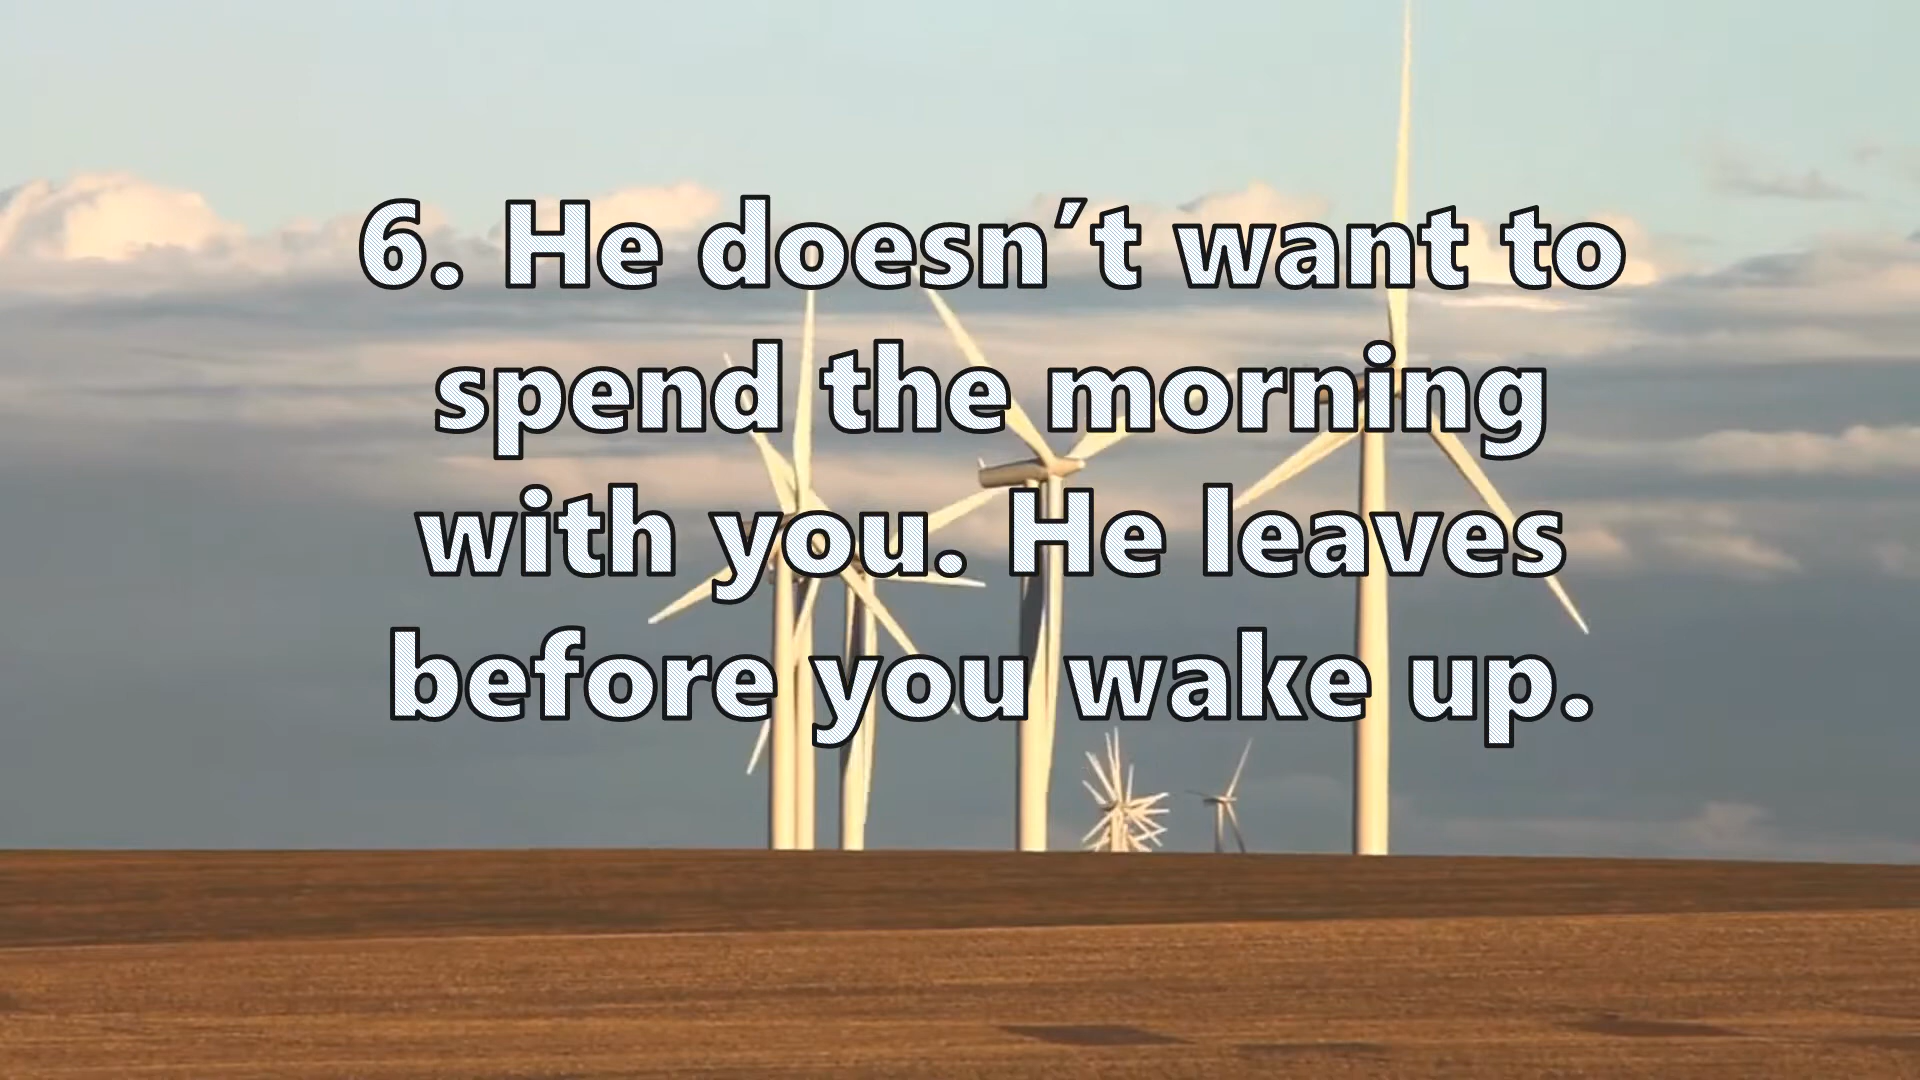 6. He doesn’t want to
spend the morning
with you. He leaves
before you wake up.